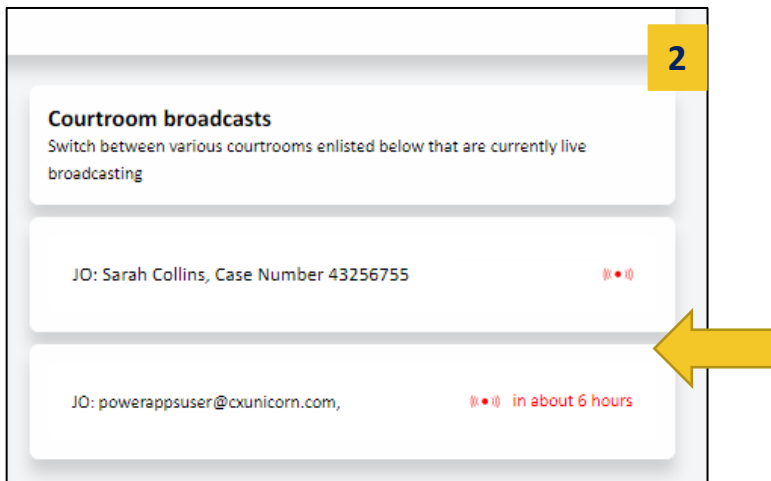 2
Courtroom broadcasts
Switch between various courtrooms enlisted below that are currently live
broadcasting
JO: Sarah Collins, Case Number 43256755
JO: powerappsuser@cxunicorn.com, in about 6 hours